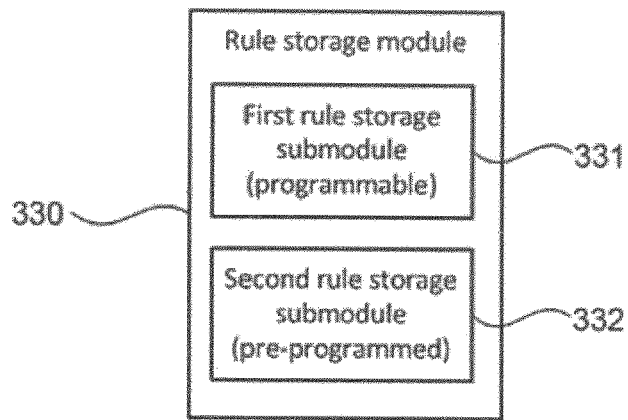 Rule storage module
First rule storage
submodule
(programmable)
331
330
Second rule storage
submodule
(pre-programmed)
332